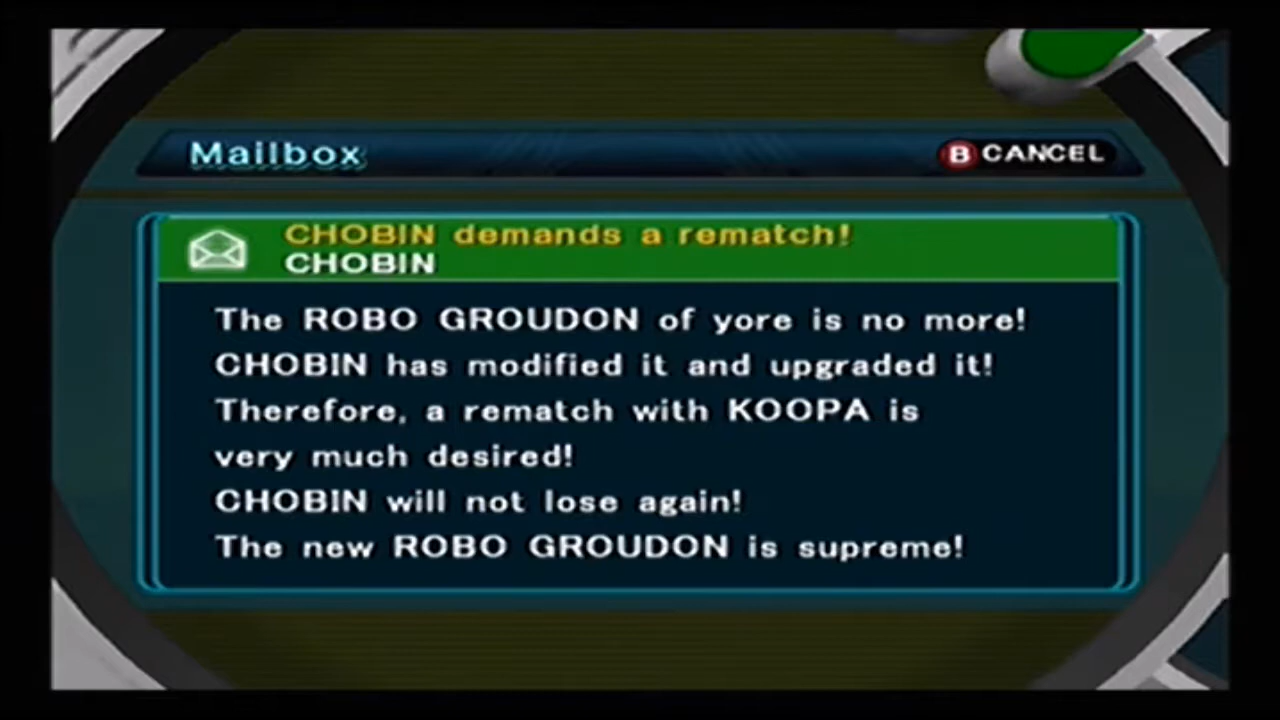 Mailbox
B CANCEL
CHOBIN demands a rematch!
CHOBIN
The ROBO GROUDON of yore is no more!
CHOBIN has modified it and upgraded it!
Therefore, a rematch with KOOPA is
very much desired!
CHOBIN will not lose again!
The new ROBO GROUDON is supreme!